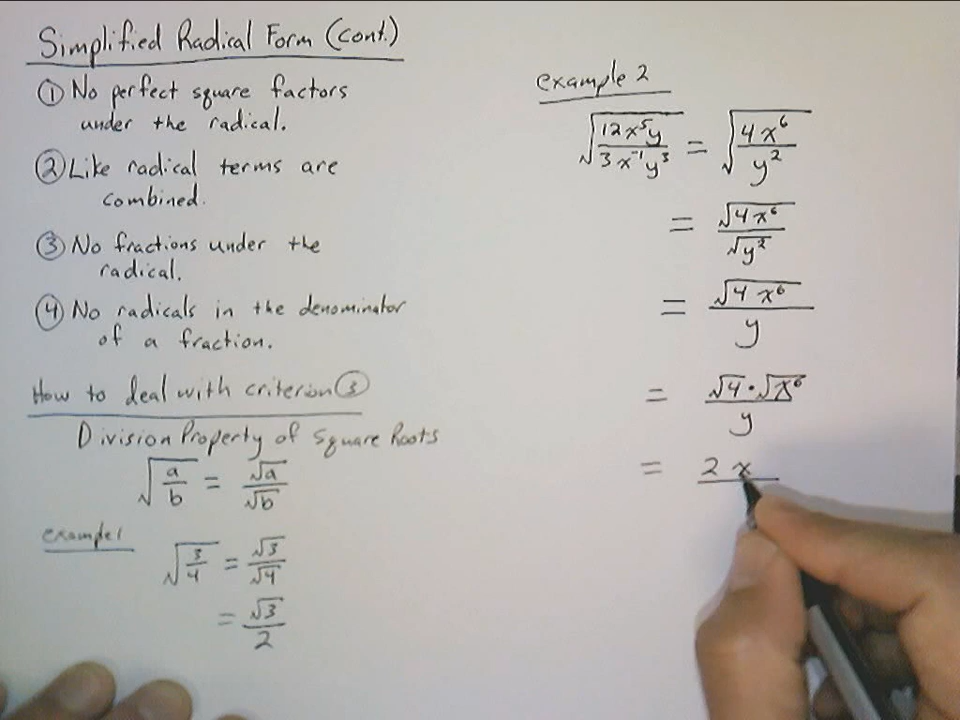 Simplified Radical Form (cont.)
① No perfect square factors
under the radical.
② Like radical terms are
combined.
③ No fractions under the
radical.
④ No radicals in the denominator
of a fraction.
How to deal with criterion ③
Division Property of Square Roots
√(a/b) = √a/√b
example 1
√(3/4) = √3/√4
= √3/2
example 2
√(12x⁵y/3x⁻¹y³) = √(4x⁶/y²)
= √(4x⁶)/√(y²)
= √(4x⁶)/y
= √4·√(x⁶)/y
= 2x